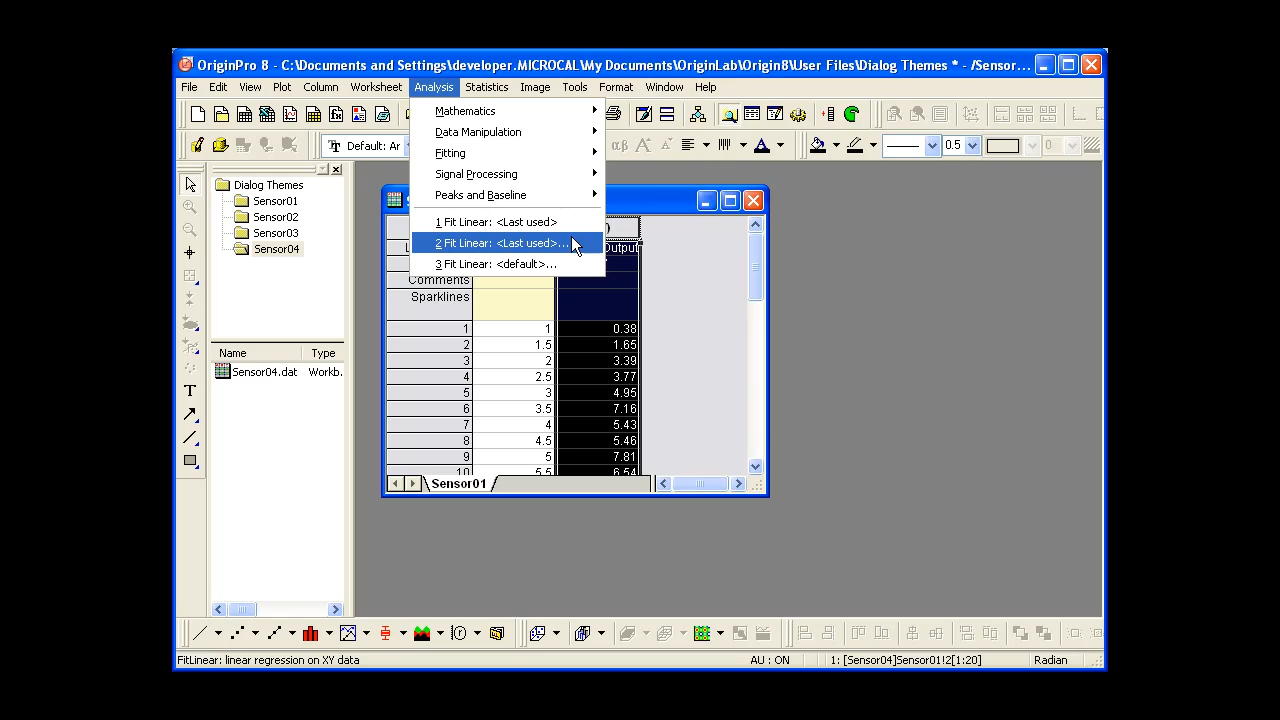 OriginPro 8 - C:\Documents and Settings\developer.MICROCAL\My Documents\OriginLab\Origin8\User Files\Dialog Themes * - /Sensor...
File Edit View Plot Column Worksheet Analysis Statistics Image Tools Format Window Help
Default: Ar
0.5
0
Mathematics
Data Manipulation
Fitting
Signal Processing
Peaks and Baseline
1 Fit Linear: <Last used>
2 Fit Linear: <Last used>...
3 Fit Linear: <default>...
Dialog Themes
Sensor01
Sensor02
Sensor03
Sensor04
Name Type
Sensor04.dat Workb.
Output
Comments
Sparklines
1 1 0.38
2 1.5 1.65
3 2 3.39
4 2.5 3.77
5 3 4.95
6 3.5 7.16
7 4 5.43
8 4.5 5.46
9 5 7.81
10 5.5 6.54
Sensor01
FitLinear: linear regression on XY data AU : ON 1: [Sensor04]Sensor01!2[1:20] Radian